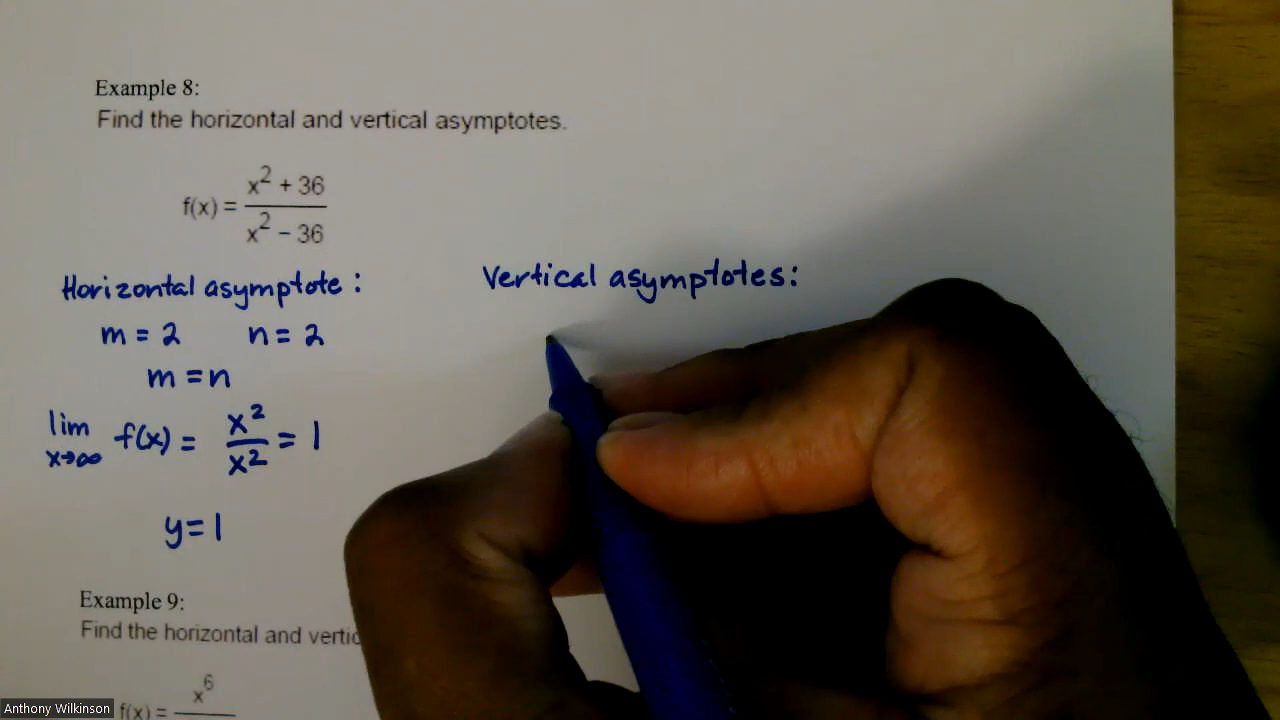 Example 8:
Find the horizontal and vertical asymptotes.
f(x) = (x² + 36)/(x² − 36)
Horizontal asymptote:
m = 2 n = 2
m = n
lim x→∞ f(x) = x²/x² = 1
y = 1
Vertical asymptotes:
Example 9:
Find the horizontal and vertic
f(x) = x⁶
Anthony Wilkinson